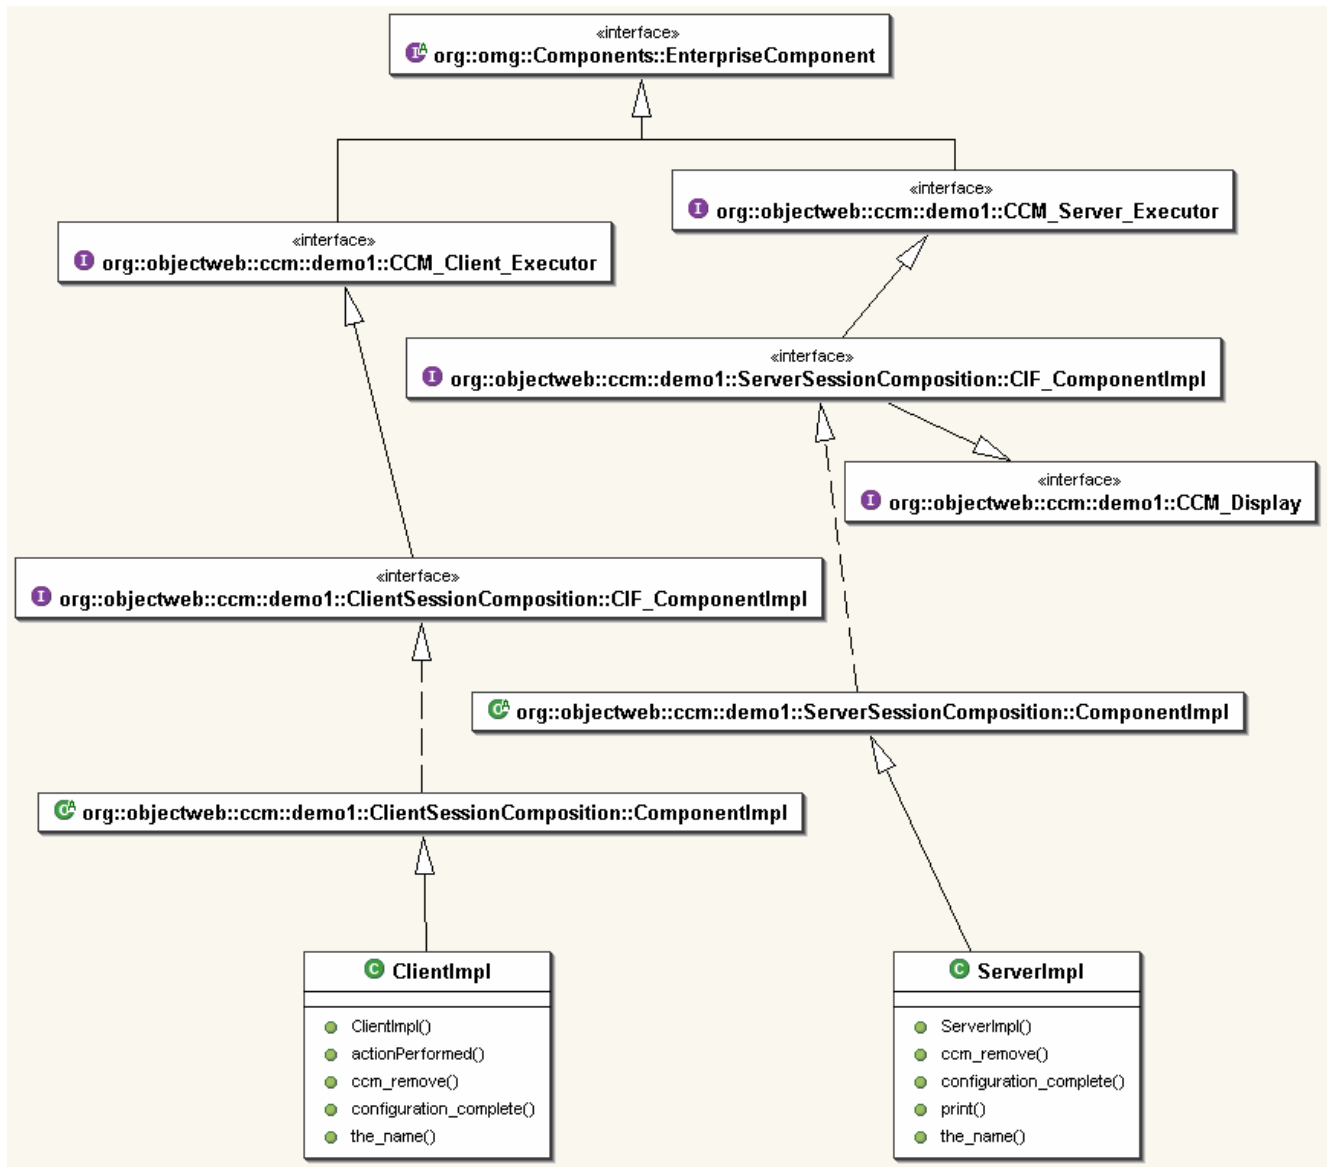 «interface»
org::omg::Components::EnterpriseComponent
«interface»
org::objectweb::ccm::demo1::CCM_Server_Executor
«interface»
org::objectweb::ccm::demo1::CCM_Client_Executor
«interface»
org::objectweb::ccm::demo1::ServerSessionComposition::CIF_ComponentImpl
«interface»
org::objectweb::ccm::demo1::CCM_Display
«interface»
org::objectweb::ccm::demo1::ClientSessionComposition::CIF_ComponentImpl
org::objectweb::ccm::demo1::ServerSessionComposition::ComponentImpl
org::objectweb::ccm::demo1::ClientSessionComposition::ComponentImpl
ClientImpl
ClientImpl()
actionPerformed()
ccm_remove()
configuration_complete()
the_name()
ServerImpl
ServerImpl()
ccm_remove()
configuration_complete()
print()
the_name()